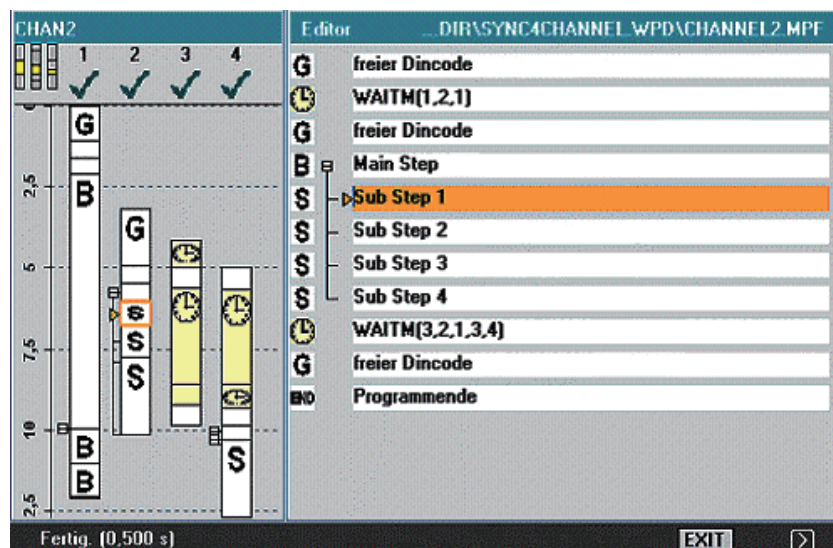 CHAN2
1 2 3 4
0
G
B
2,5
G
5
S
S
7,5
S
10
B
S
B
2,5
Editor ...DIR\SYNC4CHANNEL.WPD\CHANNEL2.MPF
G freier Dincode
WAITM(1,2,1)
G freier Dincode
B Main Step
S Sub Step 1
S Sub Step 2
S Sub Step 3
S Sub Step 4
WAITM(3,2,1,3,4)
G freier Dincode
END Programmende
Fertig. (0,500 s) EXIT >